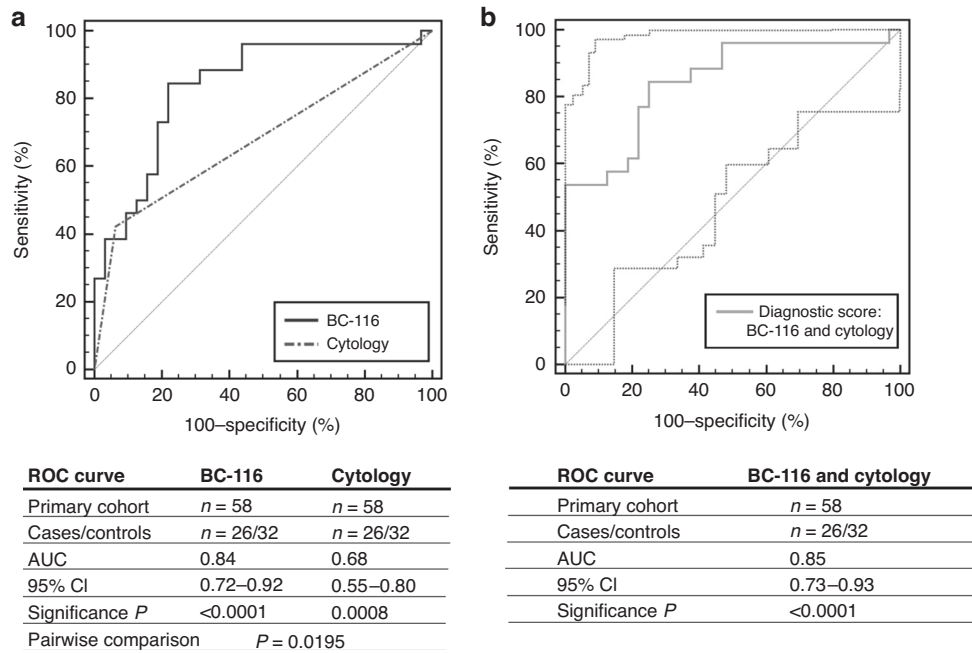 a
100
80
60
40
20
0
Sensitivity (%)
BC-116
Cytology
0 20 40 60 80 100
100–specificity (%)
ROC curve BC-116 Cytology
Primary cohort n = 58 n = 58
Cases/controls n = 26/32 n = 26/32
AUC 0.84 0.68
95% CI 0.72–0.92 0.55–0.80
Significance P <0.0001 0.0008
Pairwise comparison P = 0.0195
b
100
80
60
40
20
0
Sensitivity (%)
Diagnostic score:
BC-116 and cytology
0 20 40 60 80 100
100–specificity (%)
ROC curve BC-116 and cytology
Primary cohort n = 58
Cases/controls n = 26/32
AUC 0.85
95% CI 0.73–0.93
Significance P <0.0001